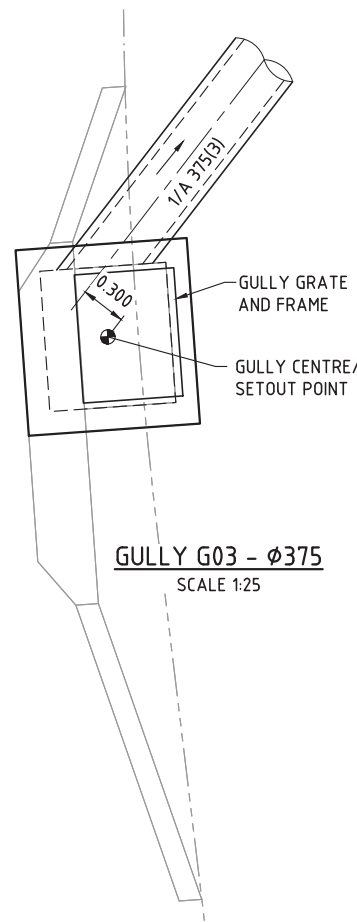 1/A 375(3)
0.300
GULLY GRATE
AND FRAME
GULLY CENTRE/
SETOUT POINT
GULLY G03 - Ø375
SCALE 1:25